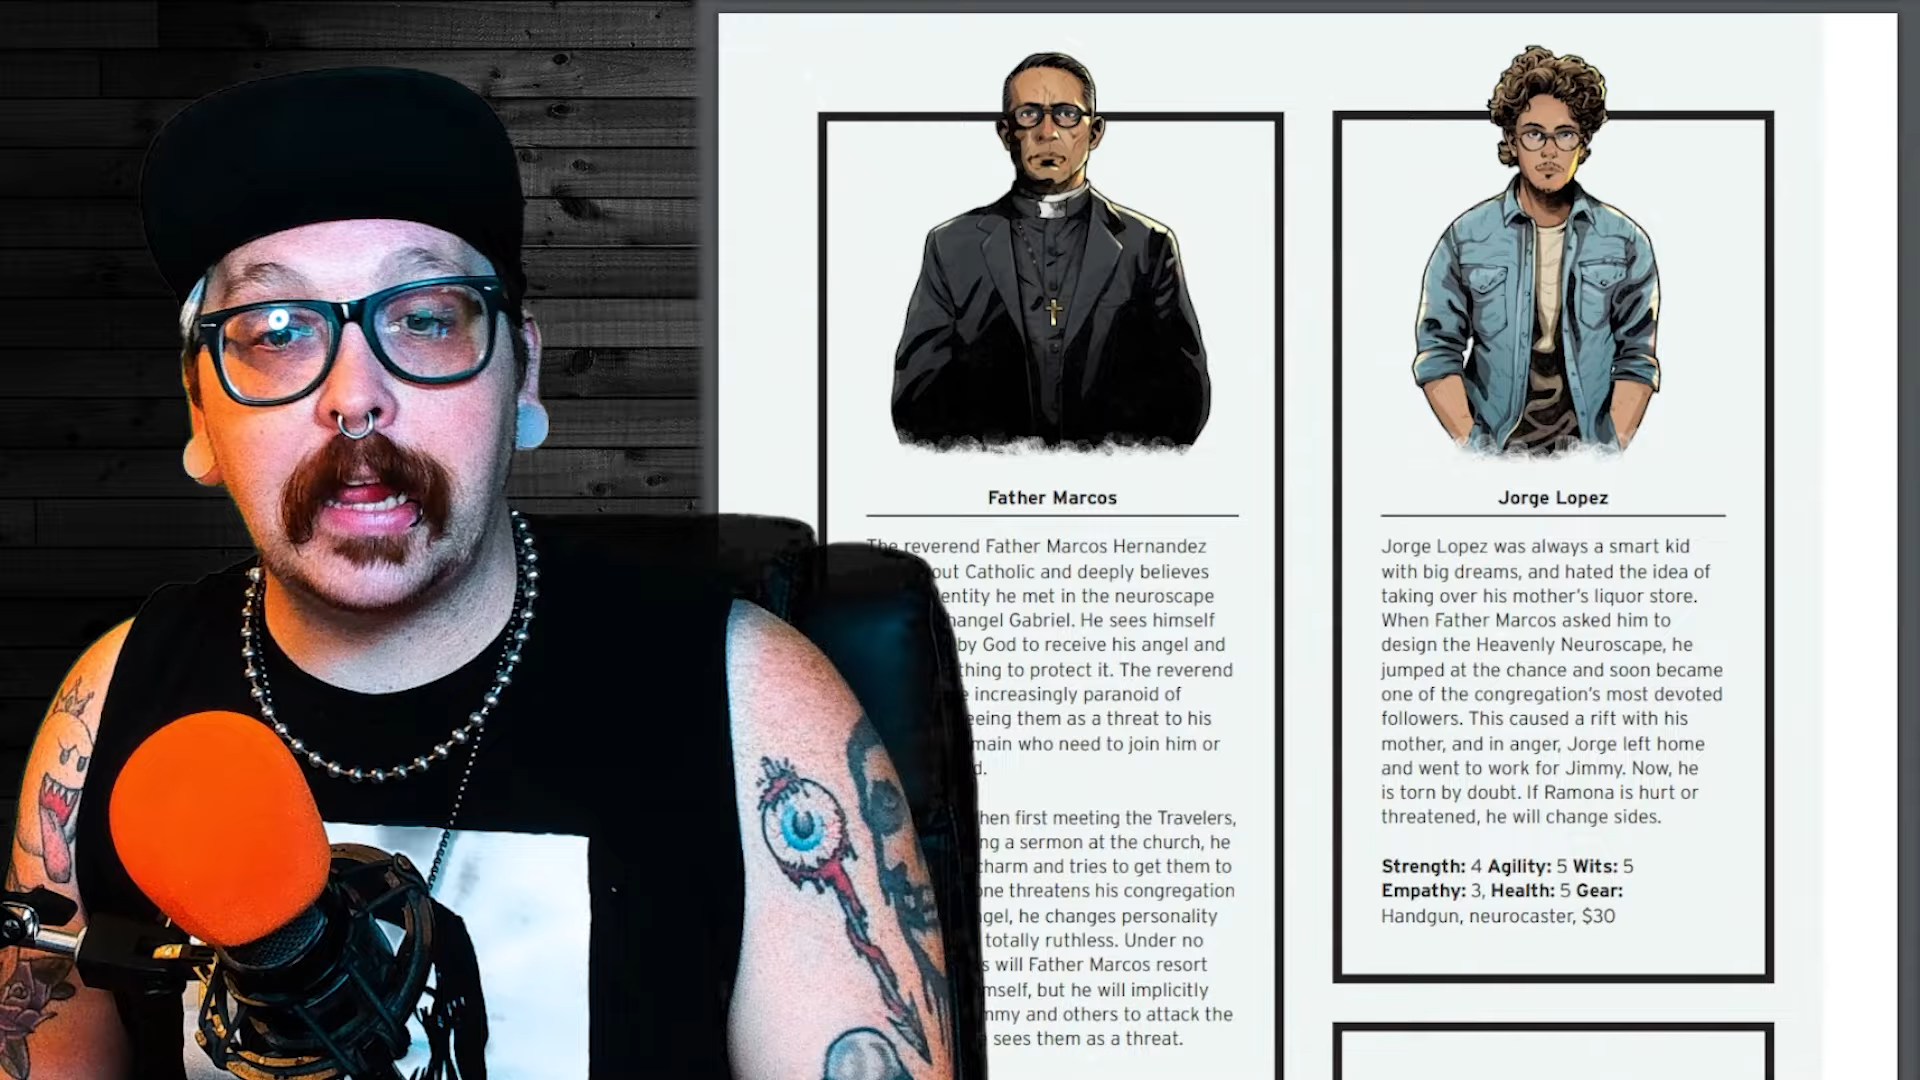 Father Marcos
The reverend Father Marcos Hernandez
out Catholic and deeply believes
entity he met in the neuroscape
hangel Gabriel. He sees himself
by God to receive his angel and
thing to protect it. The reverend
increasingly paranoid of
eeing them as a threat to his
main who need to join him or
d.
hen first meeting the Travelers,
ng a sermon at the church, he
charm and tries to get them to
one threatens his congregation
gel, he changes personality
totally ruthless. Under no
s will Father Marcos resort
mself, but he will implicitly
mmy and others to attack the
sees them as a threat.
Jorge Lopez
Jorge Lopez was always a smart kid
with big dreams, and hated the idea of
taking over his mother's liquor store.
When Father Marcos asked him to
design the Heavenly Neuroscape, he
jumped at the chance and soon became
one of the congregation's most devoted
followers. This caused a rift with his
mother, and in anger, Jorge left home
and went to work for Jimmy. Now, he
is torn by doubt. If Ramona is hurt or
threatened, he will change sides.
Strength: 4 Agility: 5 Wits: 5
Empathy: 3, Health: 5 Gear:
Handgun, neurocaster, $30